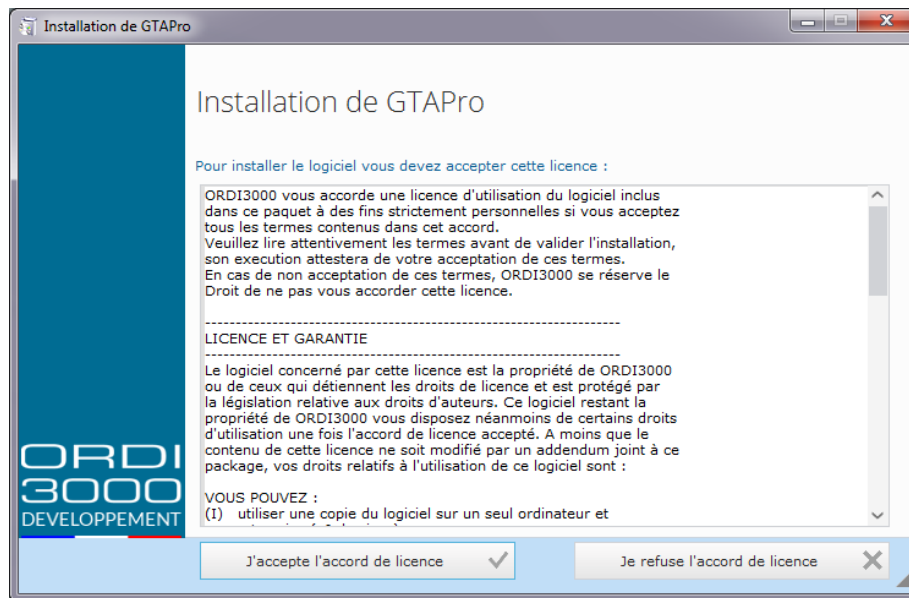 Installation de GTAPro
Installation de GTAPro
Pour installer le logiciel vous devez accepter cette licence :
ORDI3000 vous accorde une licence d'utilisation du logiciel inclus
dans ce paquet à des fins strictement personnelles si vous acceptez
tous les termes contenus dans cet accord.
Veuillez lire attentivement les termes avant de valider l'installation,
son execution attestera de votre acceptation de ces termes.
En cas de non acceptation de ces termes, ORDI3000 se réserve le
Droit de ne pas vous accorder cette licence.
-------------------------------------------------------------------
LICENCE ET GARANTIE
-------------------------------------------------------------------
Le logiciel concerné par cette licence est la propriété de ORDI3000
ou de ceux qui détiennent les droits de licence et est protégé par
la législation relative aux droits d'auteurs. Ce logiciel restant la
propriété de ORDI3000 vous disposez néanmoins de certains droits
d'utilisation une fois l'accord de licence accepté. A moins que le
contenu de cette licence ne soit modifié par un addendum joint à ce
package, vos droits relatifs à l'utilisation de ce logiciel sont :
VOUS POUVEZ :
(I) utiliser une copie du logiciel sur un seul ordinateur et
ORDI
3000
DEVELOPPEMENT
J'accepte l'accord de licence
Je refuse l'accord de licence